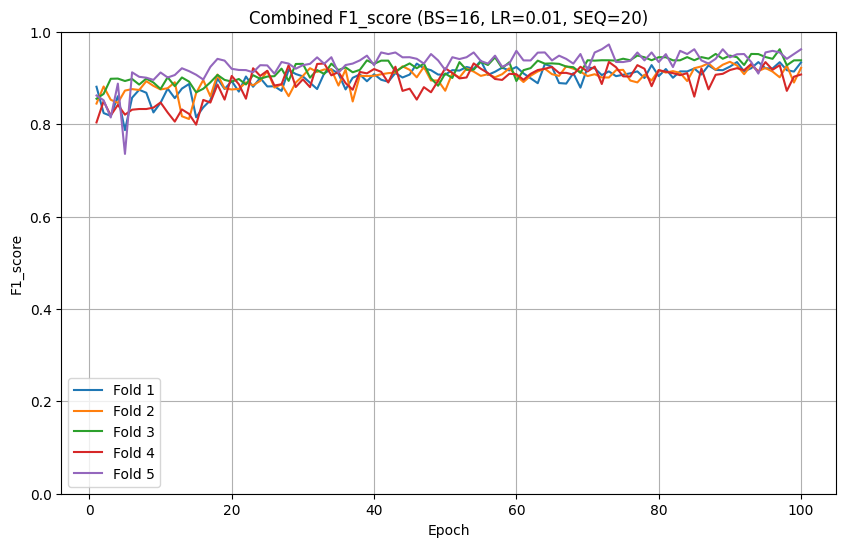 Combined F1_score (BS=16, LR=0.01, SEQ=20)
1.0
0.8
0.6
0.4
0.2
0.0
F1_score
Fold 1
Fold 2
Fold 3
Fold 4
Fold 5
0 20 40 60 80 100
Epoch